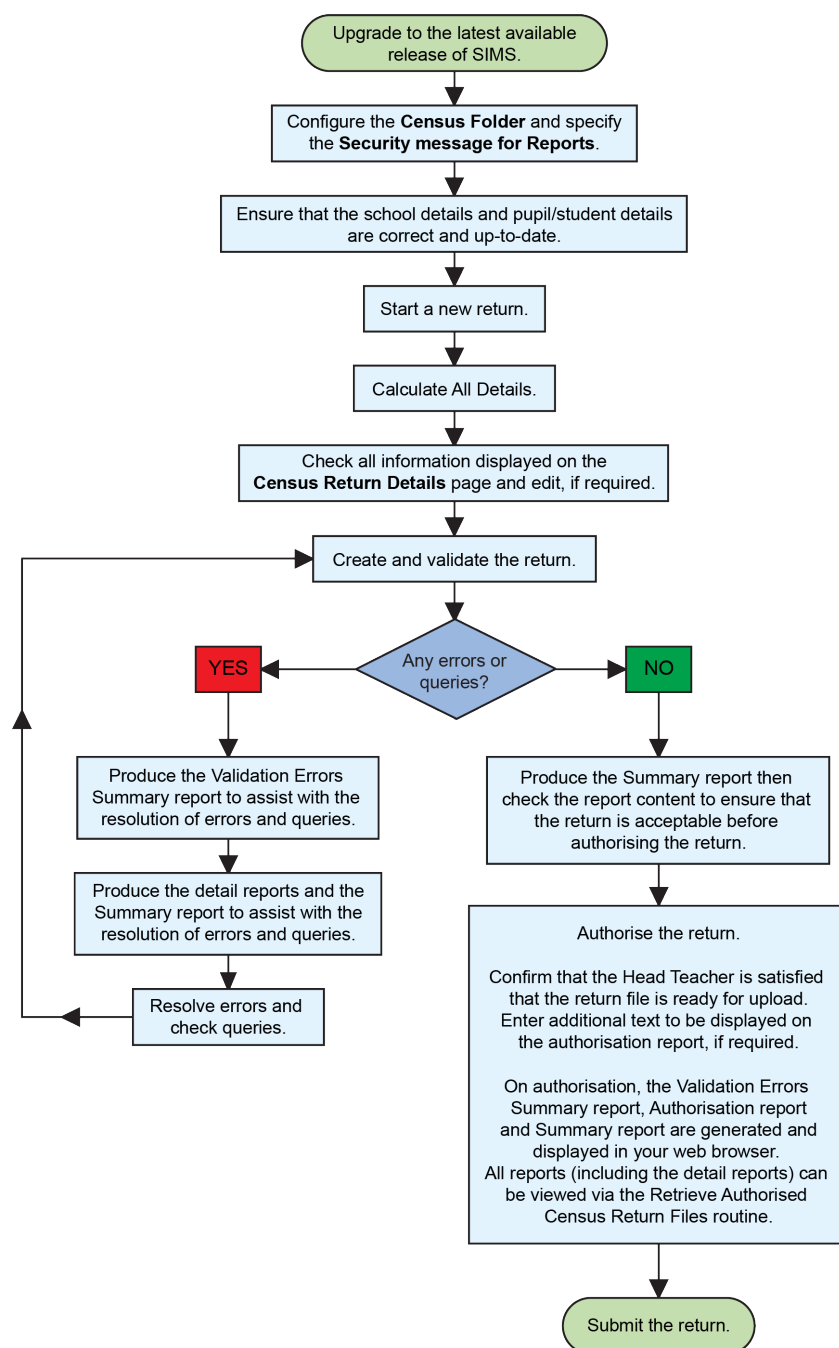 Upgrade to the latest available
release of SIMS.
Configure the Census Folder and specify
the Security message for Reports.
Ensure that the school details and pupil/student details
are correct and up-to-date.
Start a new return.
Calculate All Details.
Check all information displayed on the
Census Return Details page and edit, if required.
Create and validate the return.
Any errors or
queries?
YES
NO
Produce the Validation Errors
Summary report to assist with the
resolution of errors and queries.
Produce the detail reports and the
Summary report to assist with the
resolution of errors and queries.
Resolve errors and
check queries.
Produce the Summary report then
check the report content to ensure that
the return is acceptable before
authorising the return.
Authorise the return.
Confirm that the Head Teacher is satisfied
that the return file is ready for upload.
Enter additional text to be displayed on
the authorisation report, if required.
On authorisation, the Validation Errors
Summary report, Authorisation report
and Summary report are generated and
displayed in your web browser.
All reports (including the detail reports) can
be viewed via the Retrieve Authorised
Census Return Files routine.
Submit the return.